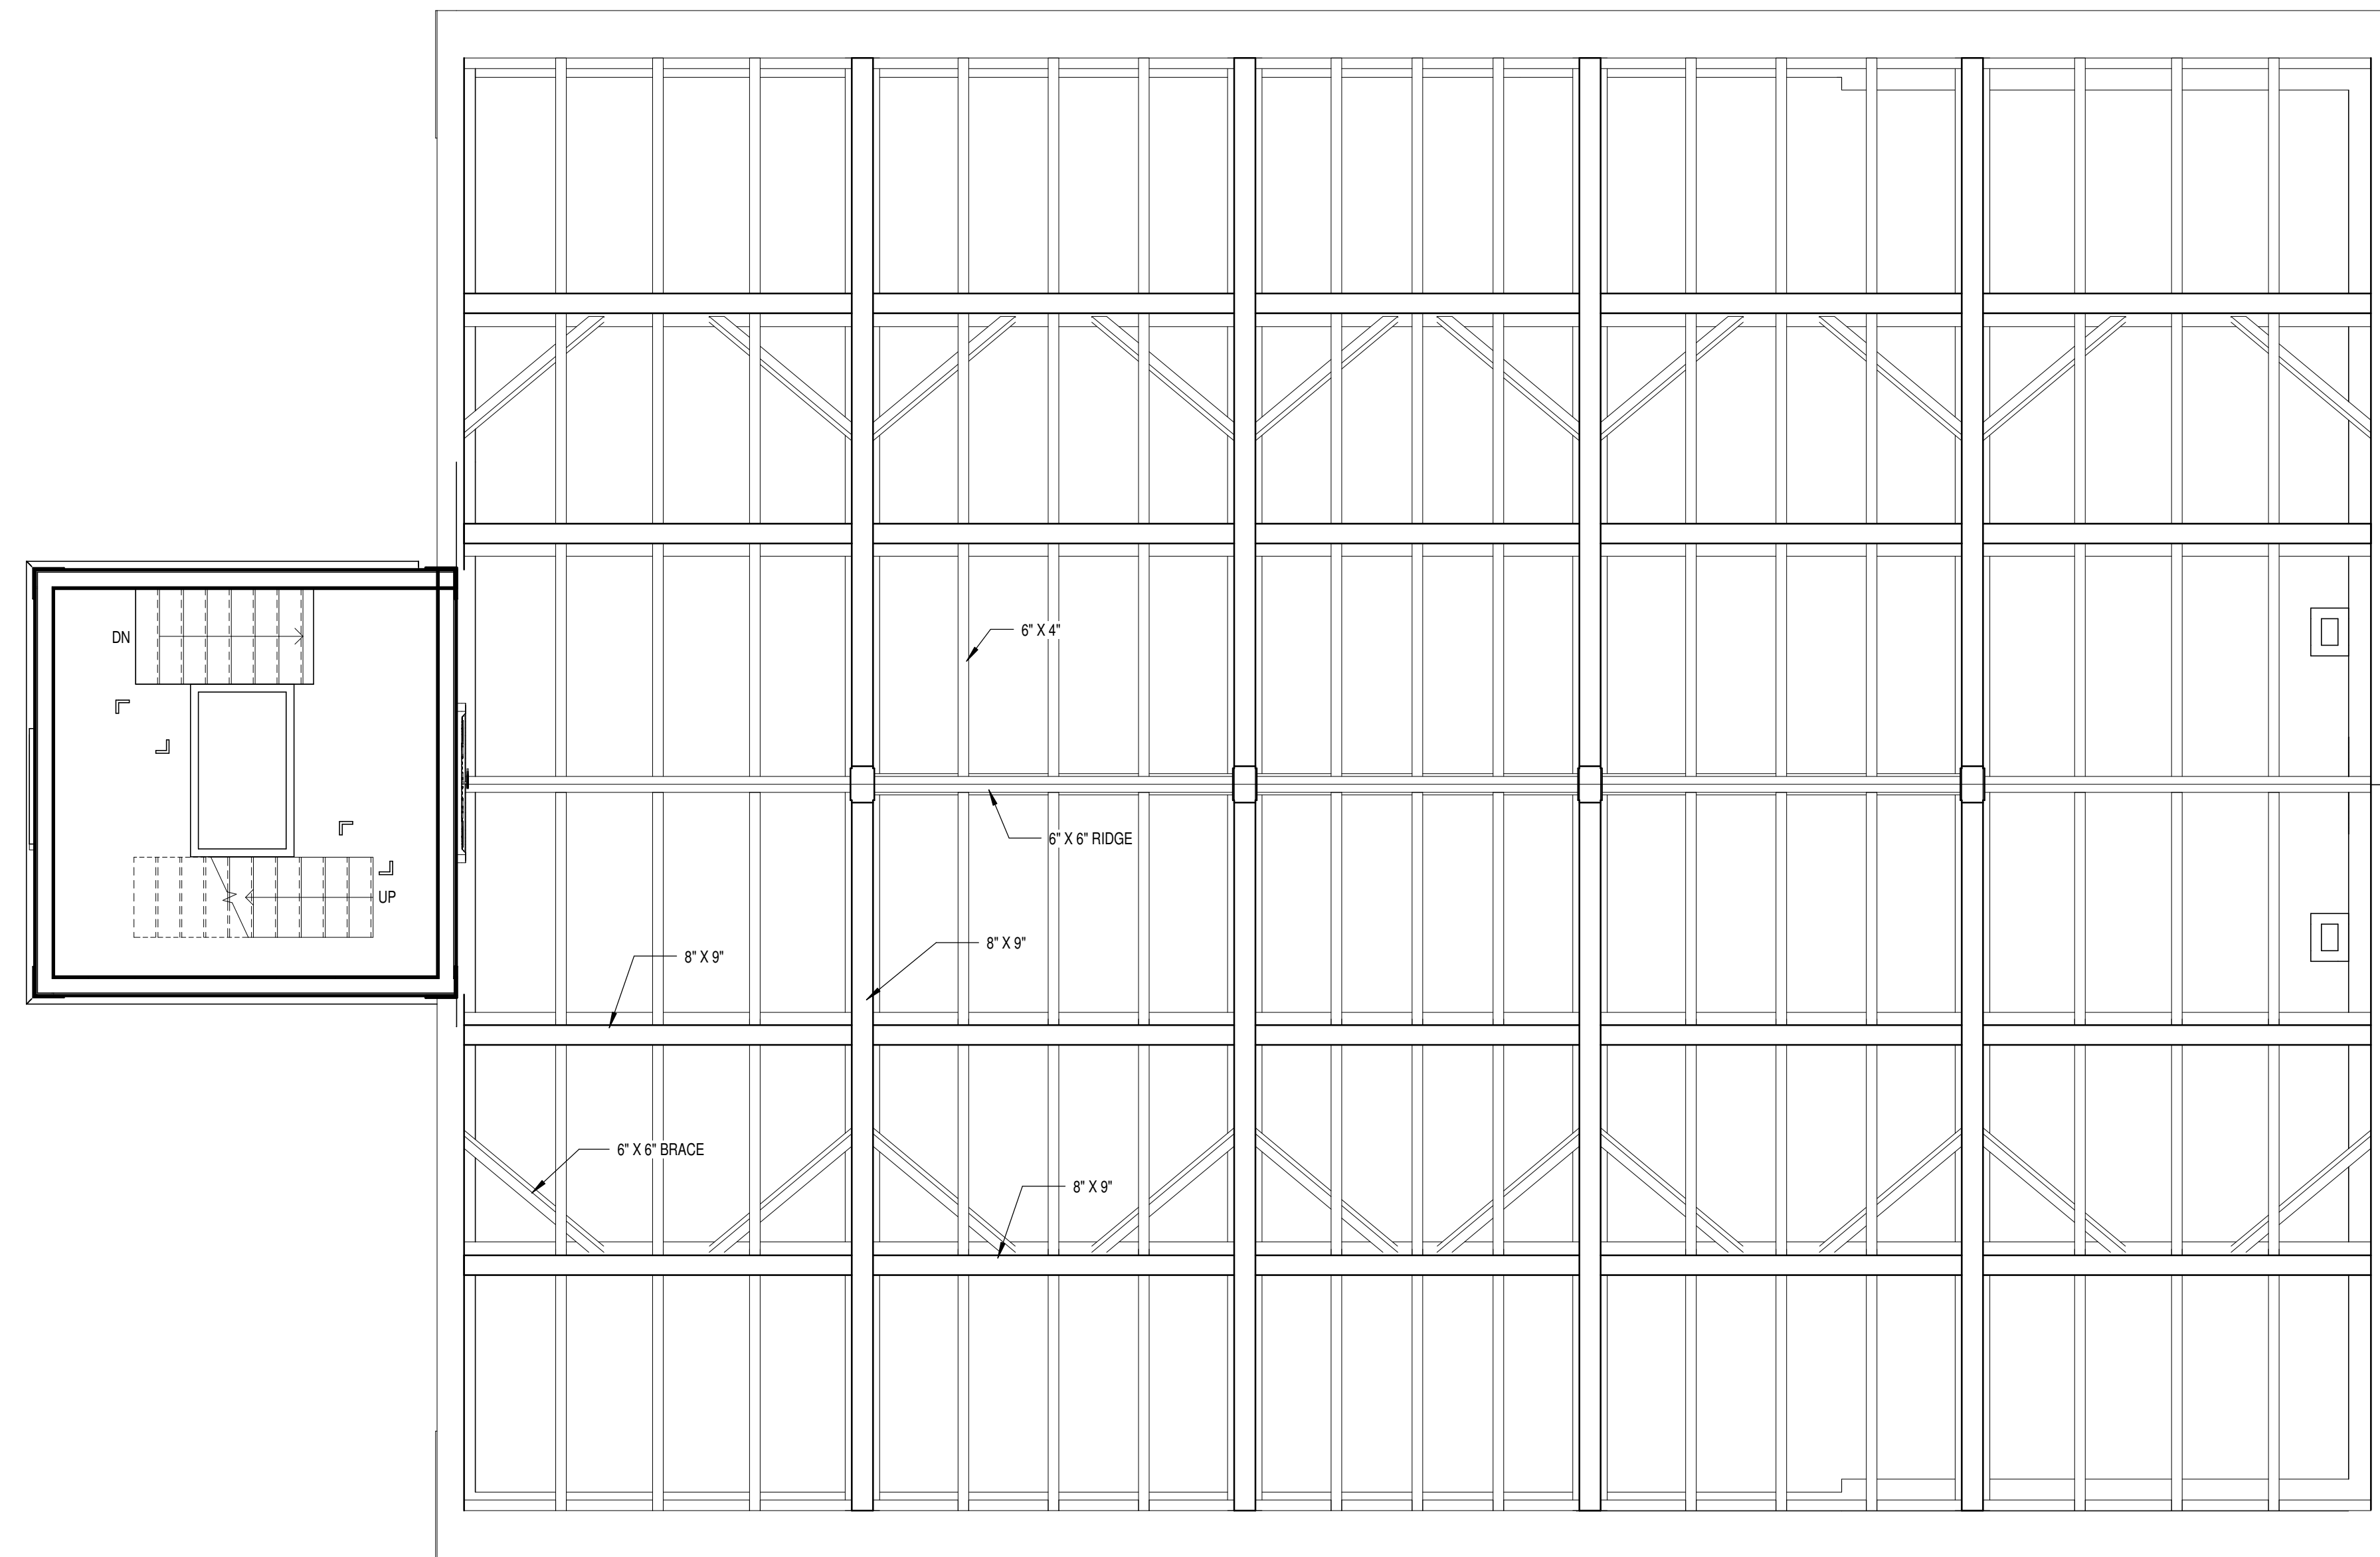 6" X 4"
DN
6" X 6" RIDGE
UP
8" X 9"
8" X 9"
6" X 6" BRACE
8" X 9"